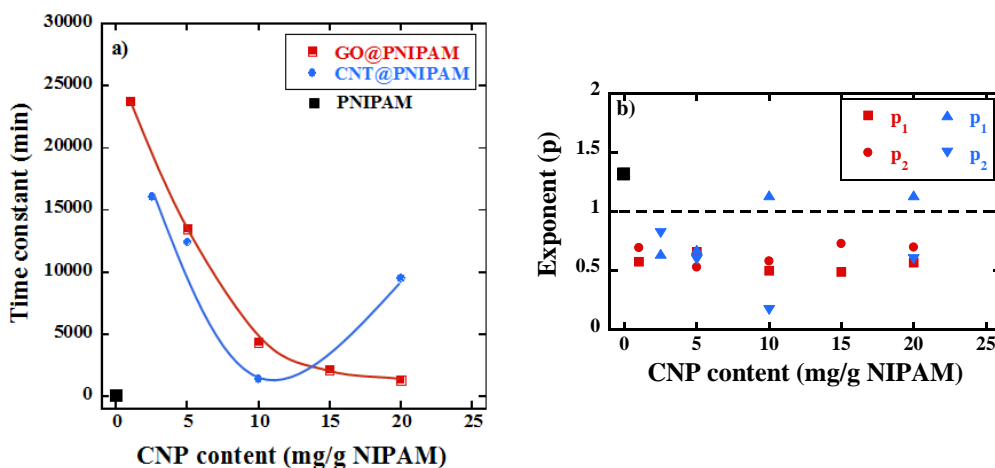 a)
30000
25000
20000
15000
10000
5000
0
Time constant (min)
GO@PNIPAM
CNT@PNIPAM
PNIPAM
0 5 10 15 20 25
CNP content (mg/g NIPAM)
b)
2
1.5
1
0.5
0
Exponent (p)
p1 p1
p2 p2
0 5 10 15 20 25
CNP content (mg/g NIPAM)